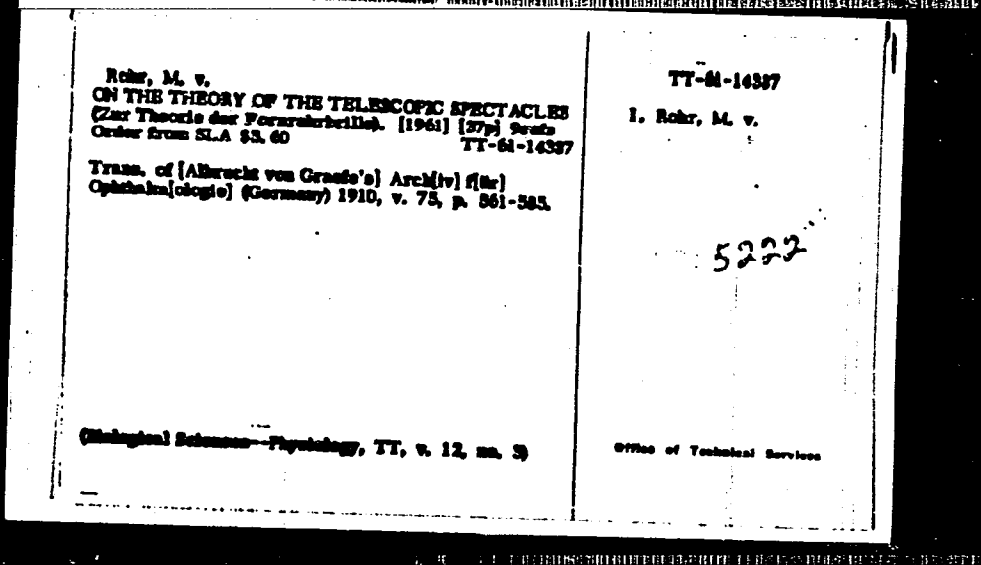 Rohr, M. v.
ON THE THEORY OF THE TELESCOPIC SPECTACLES
(Zur Theorie der Fernrohrbrille). [1961] [37p] 9refs
Order from SLA $3.60 TT-61-14387
Trans. of [Albrecht von Graefe's] Arch[iv] f[ür]
Ophthalm[ologie] (Germany) 1910, v. 75, p. 561-585.
(Biological Sciences--Physiology, TT, v. 12, no. 3)
TT-61-14387
I. Rohr, M. v.
5222
Office of Technical Services